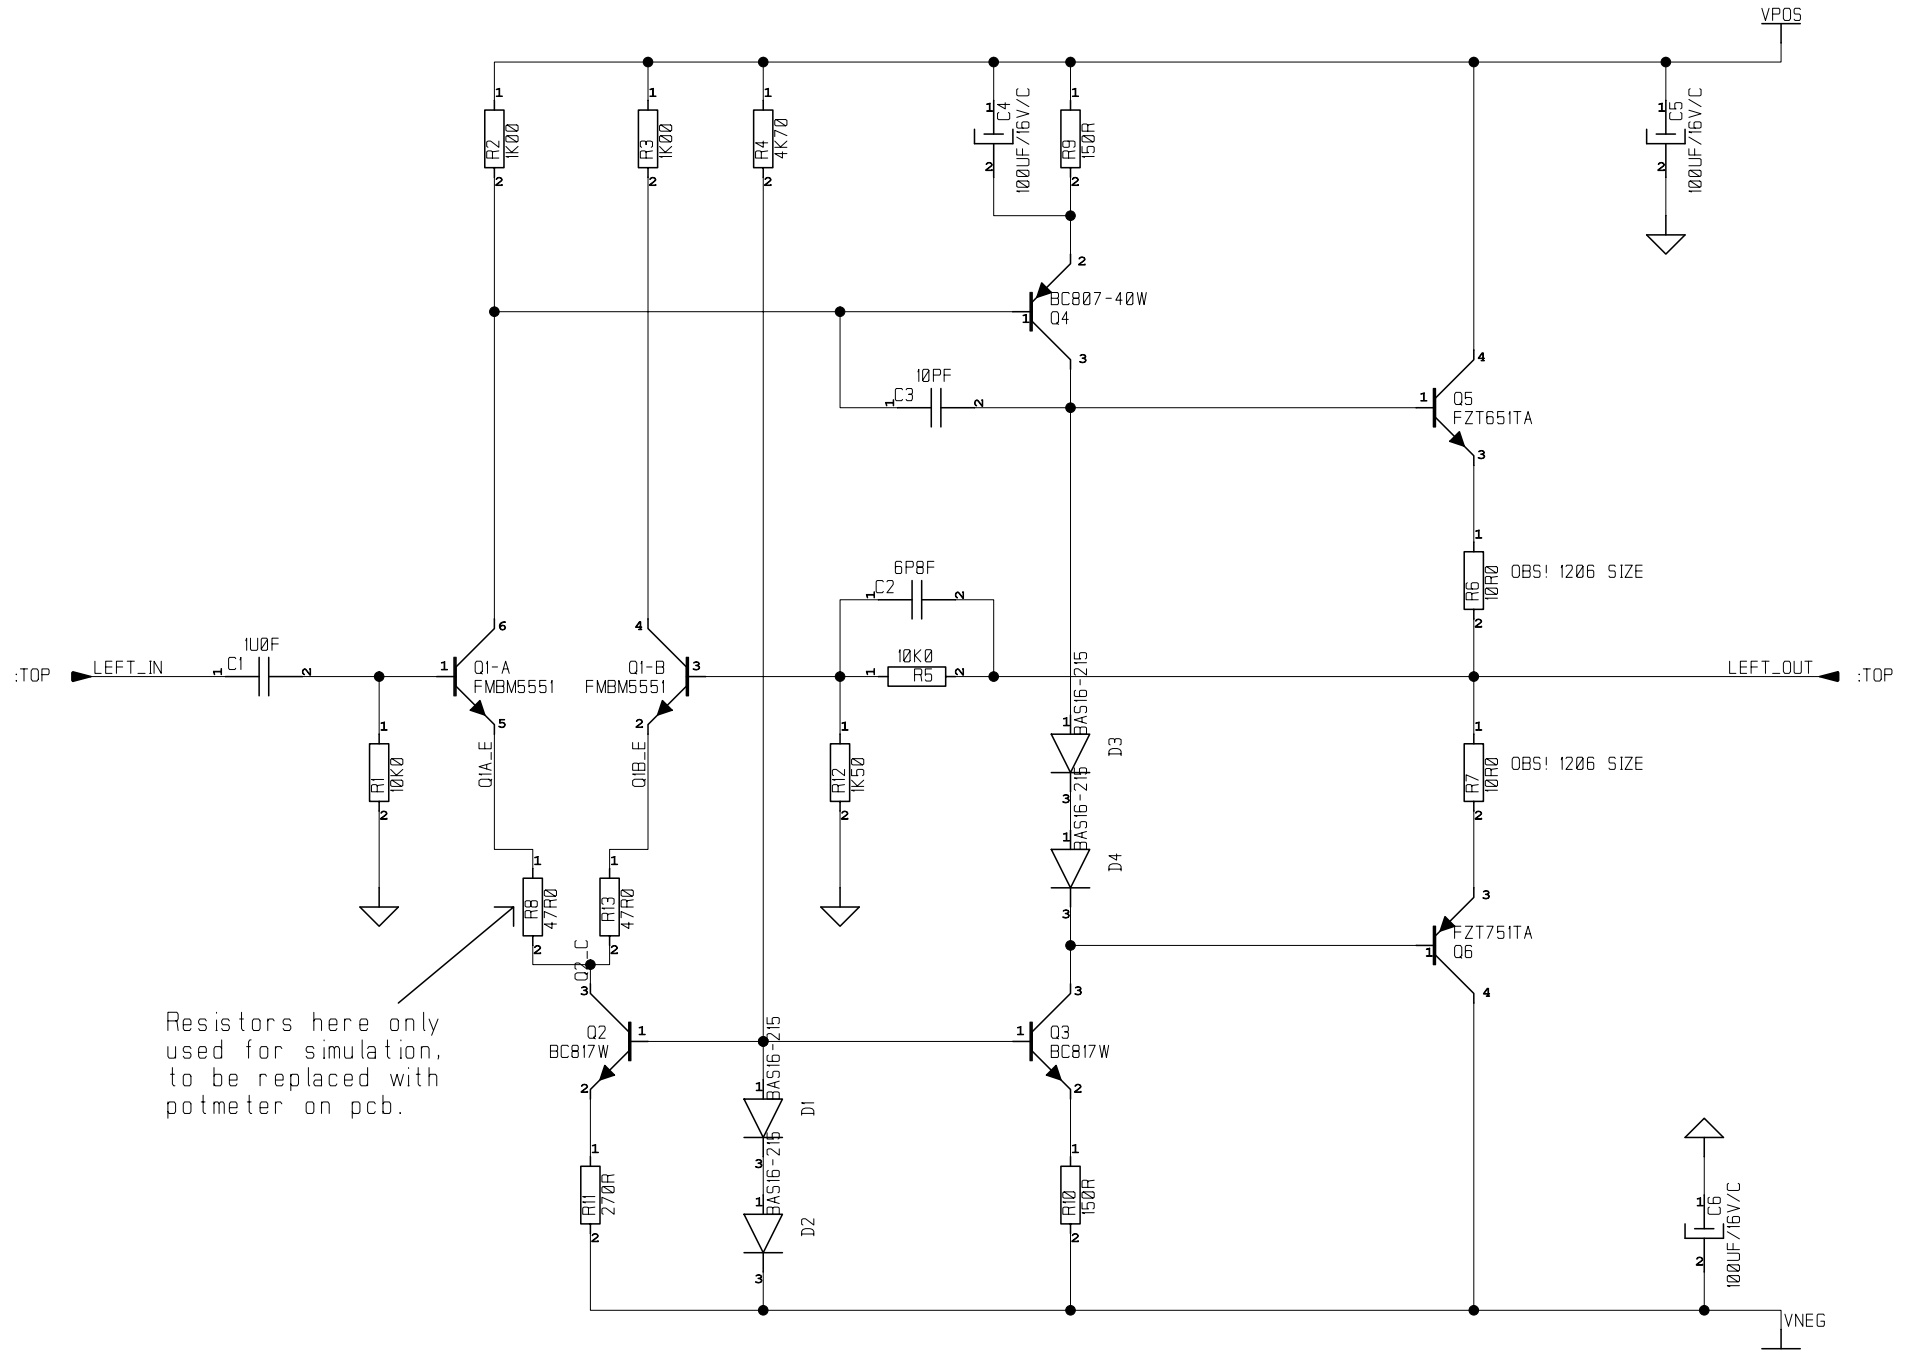 VPOS
1
R2
1K00
2
1
R3
1K00
2
1
R4
4K70
2
1
C4
100UF/16V/C
2
1
R9
150R
2
1
C5
100UF/16V/C
2
2
BC807-40W
1
Q4
3
10PF
1
C3
2
4
1
Q5
FZT651TA
3
6P8F
1
C2
2
1
R6
10R0
OBS! 1206 SIZE
2
:TOP
LEFT_IN
1U0F
1
C1
2
6
1
Q1-A
FMBM5551
5
4
Q1-B
3
FMBM5551
2
10K0
1
R5
2
LEFT_OUT
:TOP
Q1A_E
Q1B_E
1
R1
10K0
2
1
R12
1K50
2
BAS16-215
1
D3
3
BAS16-215
1
D4
3
1
R7
10R0
OBS! 1206 SIZE
2
3
FZT751TA
1
Q6
4
1
R8
47R0
2
1
R13
47R0
2
Q2_C
Resistors here only
used for simulation,
to be replaced with
potmeter on pcb.
3
Q2
1
BC817W
2
3
1
Q3
BC817W
2
BAS16-215
1
D1
3
BAS16-215
1
D2
3
1
R11
270R
2
1
R10
150R
2
1
C6
100UF/16V/C
2
VNEG